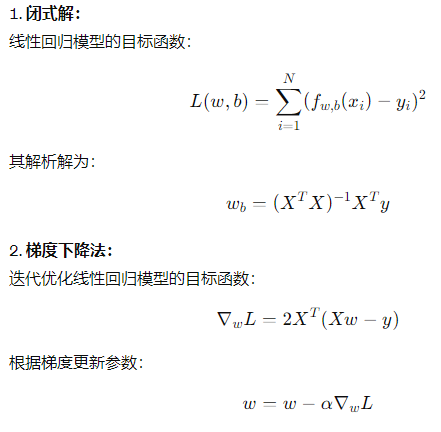 1. 闭式解：
线性回归模型的目标函数：
L(w, b) = \sum_{i=1}^{N} (f_{w,b}(x_i) - y_i)^2
其解析解为：
w_b = (X^T X)^{-1} X^T y
2. 梯度下降法：
迭代优化线性回归模型的目标函数：
\nabla_w L = 2X^T (Xw - y)
根据梯度更新参数：
w = w - \alpha \nabla_w L